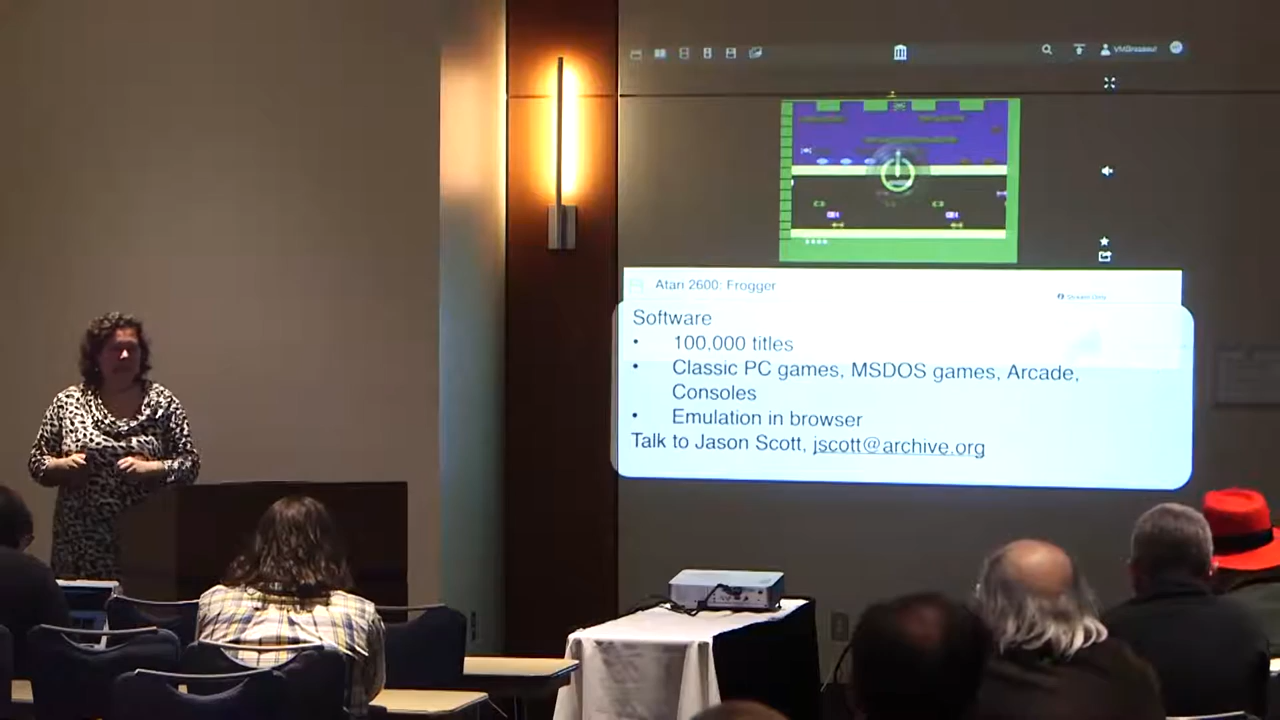 Atari 2600: Frogger
Software
• 100,000 titles
• Classic PC games, MSDOS games, Arcade,
Consoles
• Emulation in browser
Talk to Jason Scott, jscott@archive.org